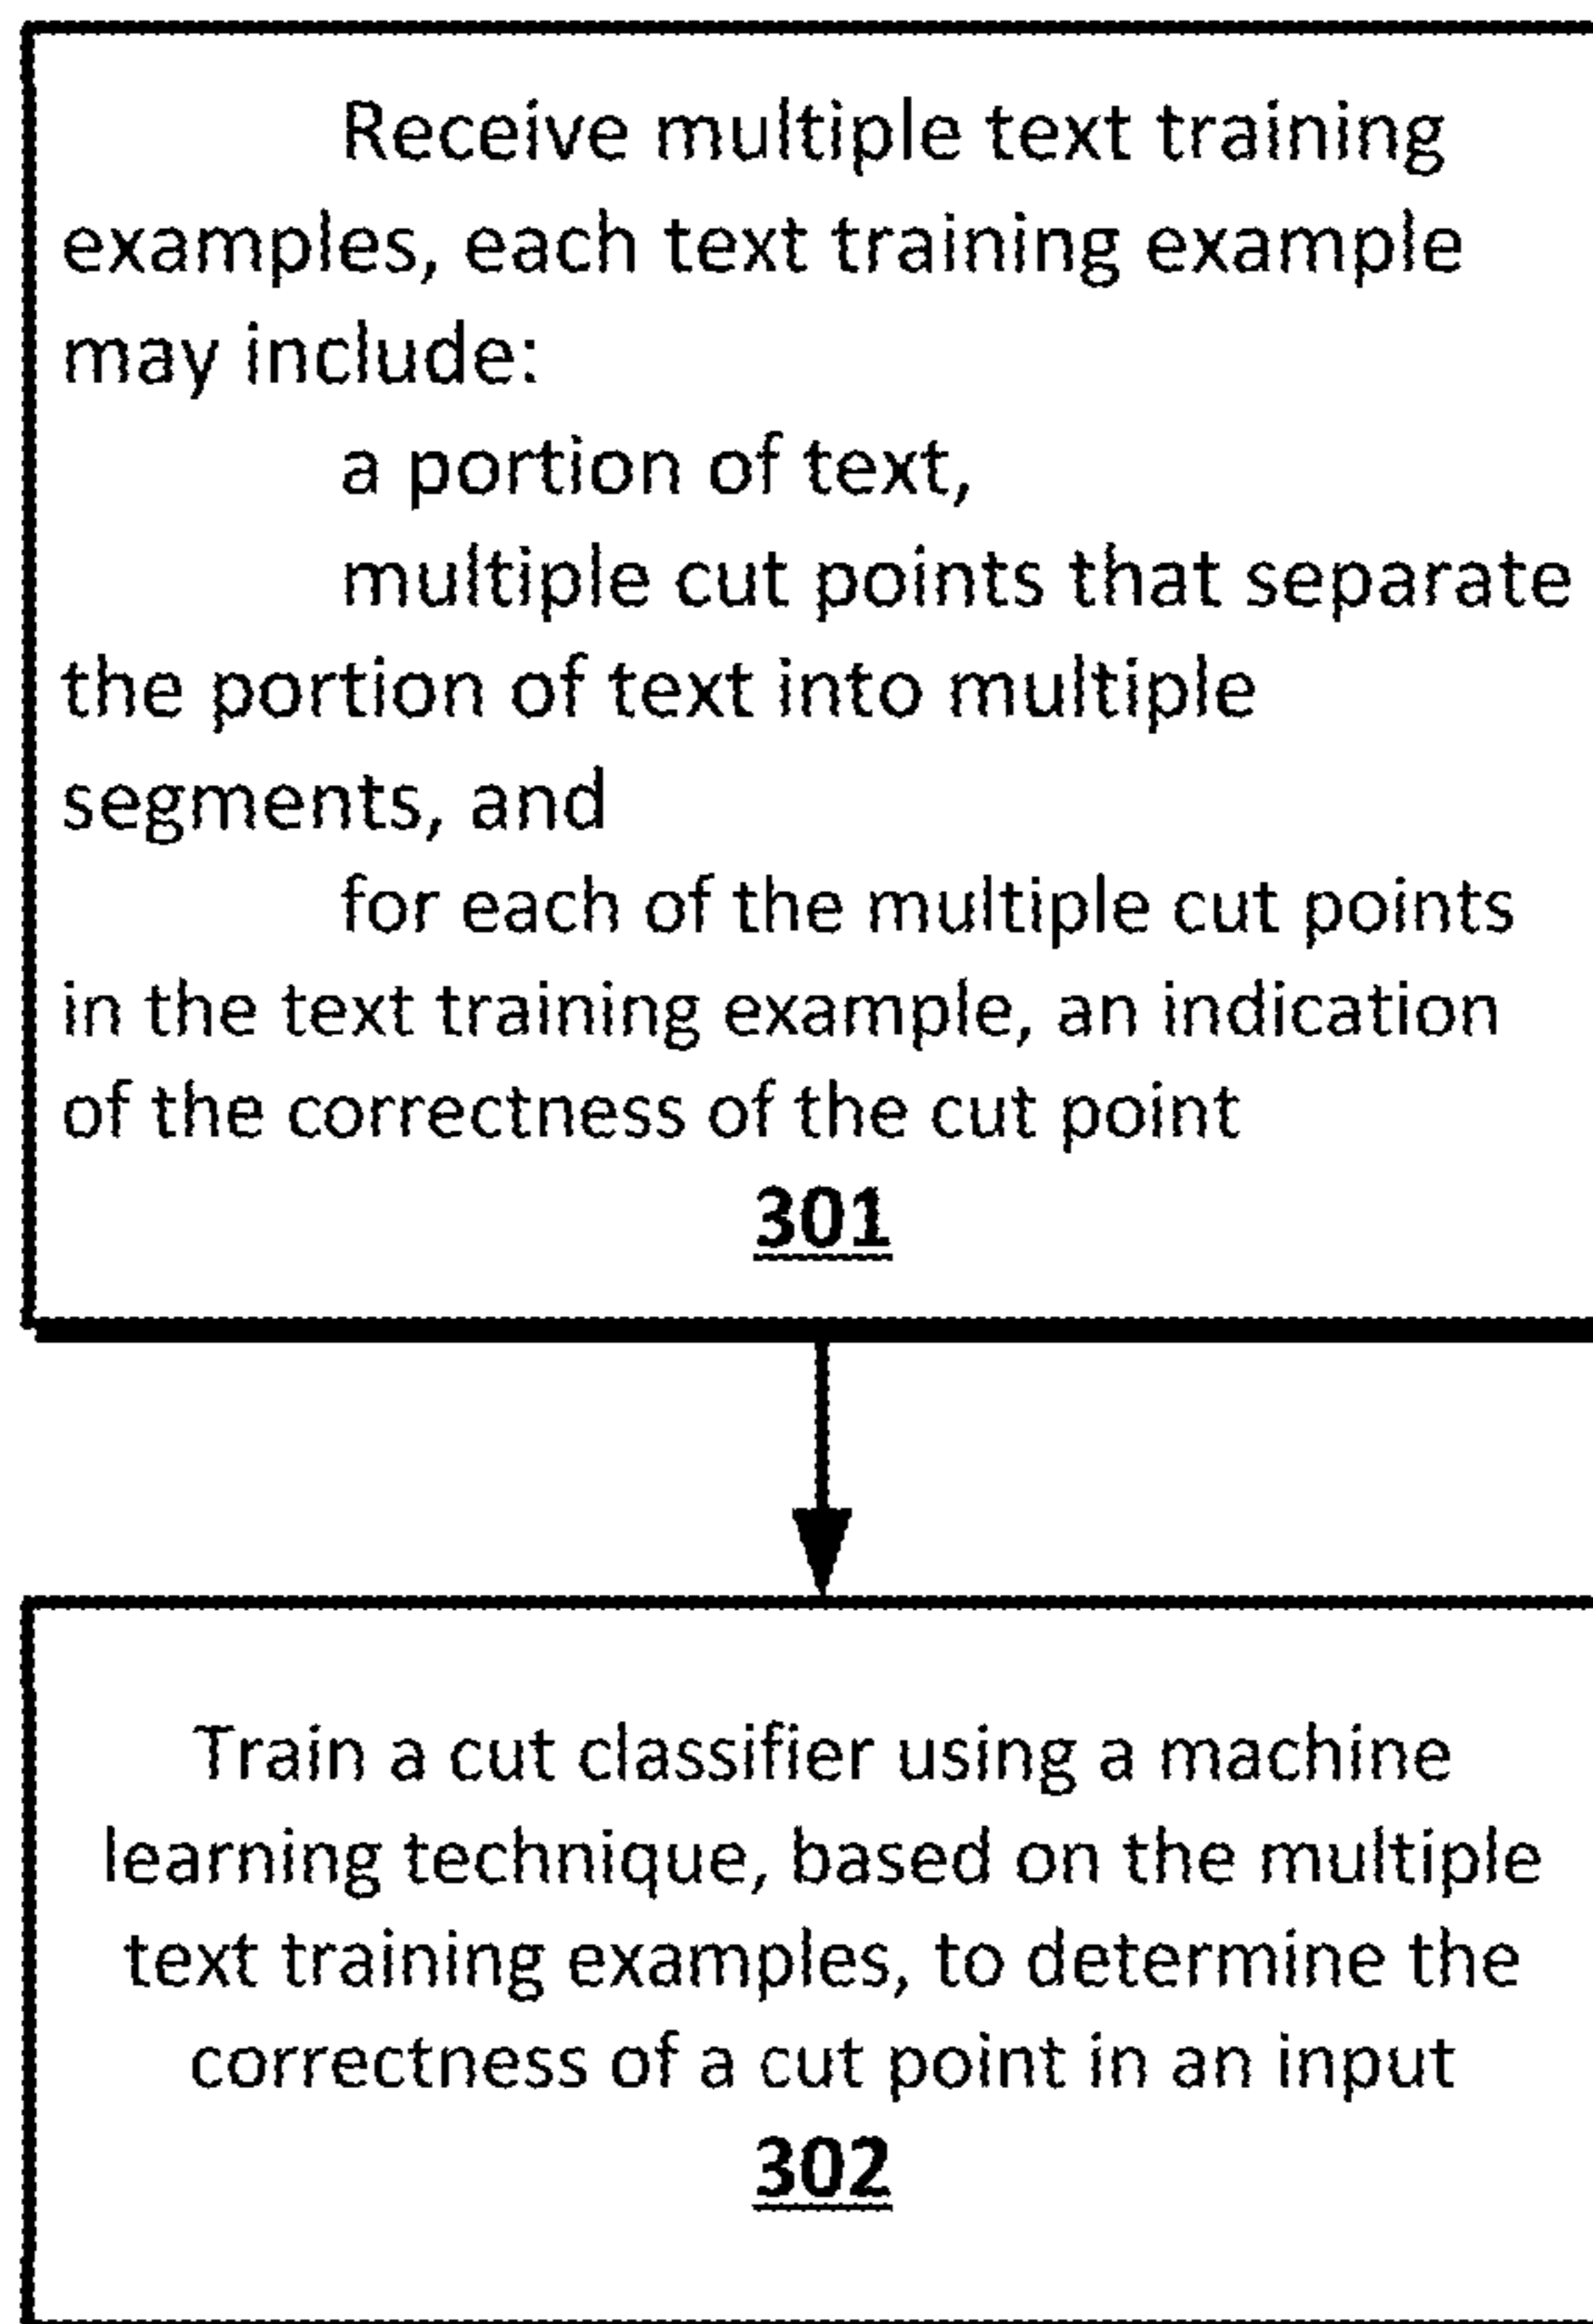 Receive multiple text training
examples, each text training example
may include:
a portion of text,
multiple cut points that separate
the portion of text into multiple
segments, and
for each of the multiple cut points
in the text training example, an indication
of the correctness of the cut point
301
Train a cut classifier using a machine
learning technique, based on the multiple
text training examples, to determine the
correctness of a cut point in an input
302